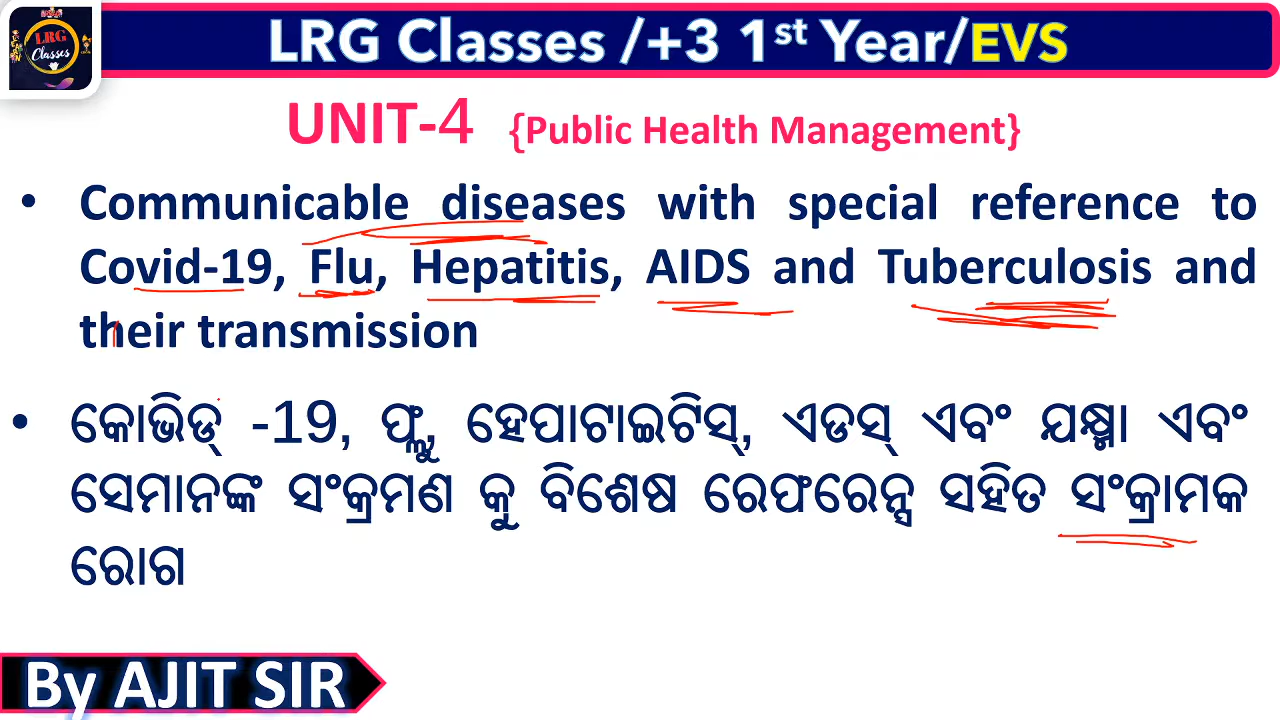 LRG Classes
LRG Classes /+3 1st Year/EVS
UNIT-4 {Public Health Management}
• Communicable diseases with special reference to
Covid-19, Flu, Hepatitis, AIDS and Tuberculosis and
their transmission
• କୋଭିଡ୍ -19, ଫ୍ଲୁ, ହେପାଟାଇଟିସ୍, ଏଡସ୍ ଏବଂ ଯକ୍ଷ୍ମା ଏବଂ
ସେମାନଙ୍କ ସଂକ୍ରମଣ କୁ ବିଶେଷ ରେଫରେନ୍ସ ସହିତ ସଂକ୍ରାମକ
ରୋଗ
By AJIT SIR